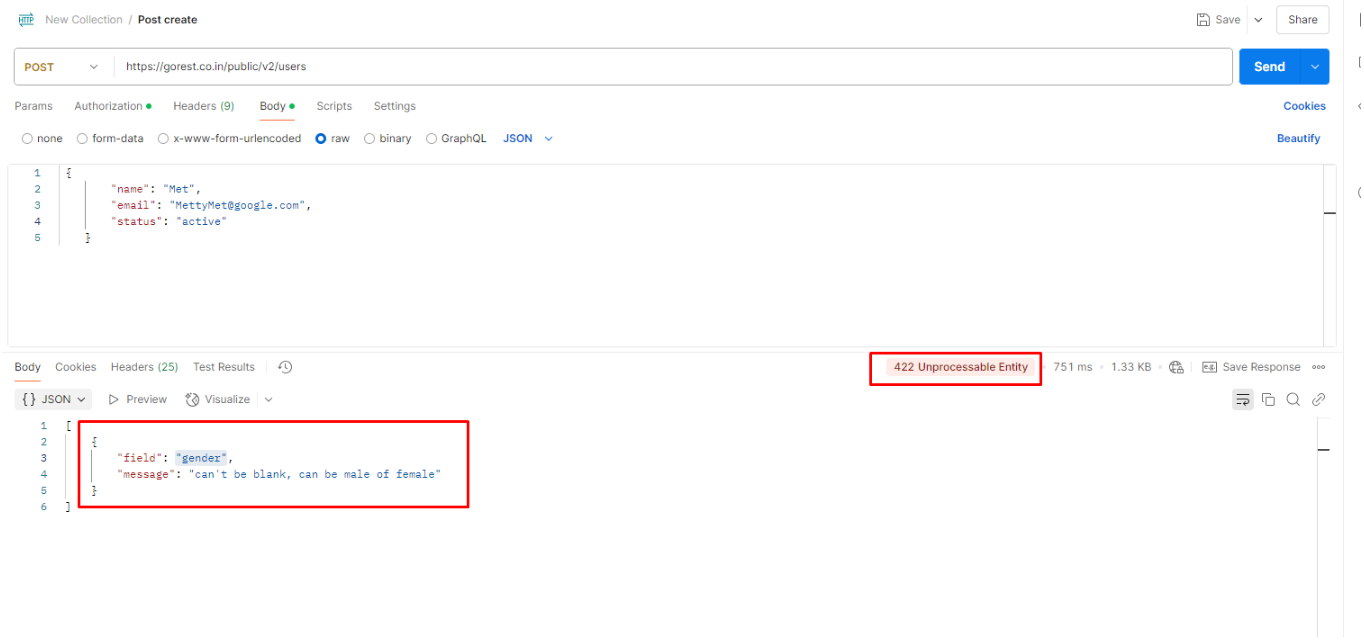 HTTP New Collection / Post create Save Share
POST https://gorest.co.in/public/v2/users Send
Params Authorization Headers (9) Body Scripts Settings Cookies
none form-data x-www-form-urlencoded raw binary GraphQL JSON Beautify
1 {
2 "name": "Met",
3 "email": "MettyMet@google.com",
4 "status": "active"
5 }
Body Cookies Headers (25) Test Results 422 Unprocessable Entity 751 ms 1.33 KB e.g. Save Response
{} JSON Preview Visualize
1 [
2 {
3 "field": "gender",
4 "message": "can't be blank, can be male of female"
5 }
6 ]